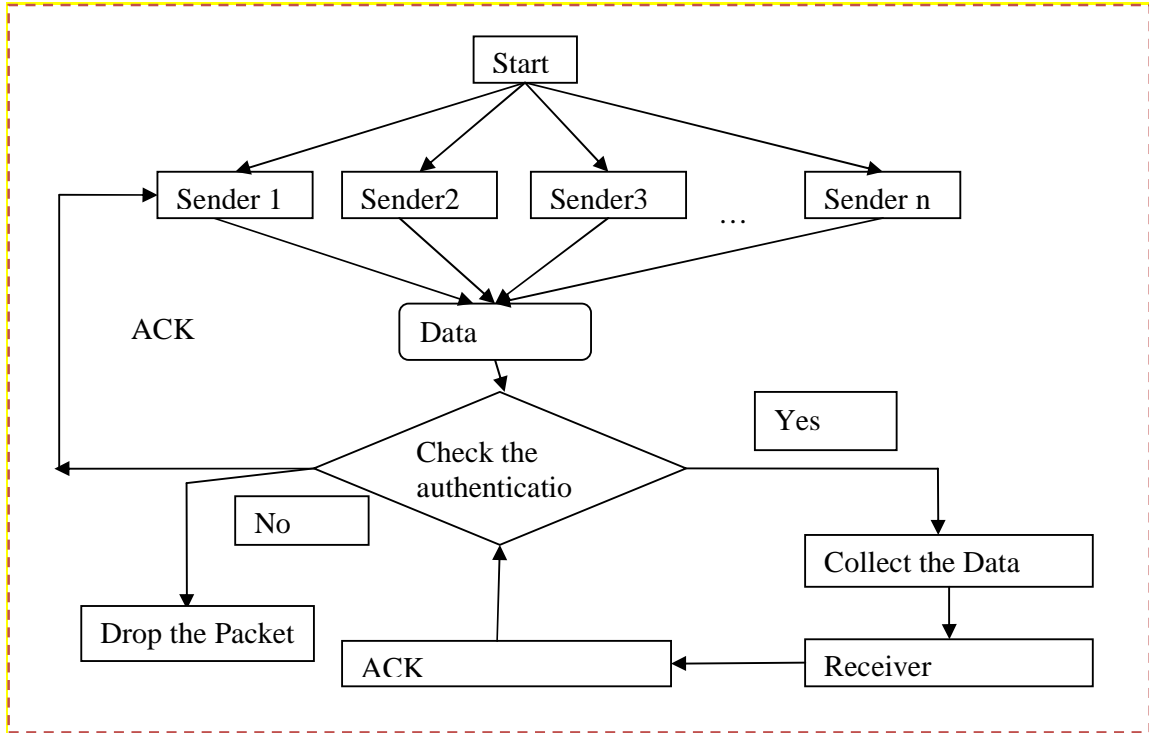 Start
Sender 1
Sender2
Sender3
Sender n
…
ACK
Data
Yes
Check the
authenticatio
No
Collect the Data
Drop the Packet
ACK
Receiver